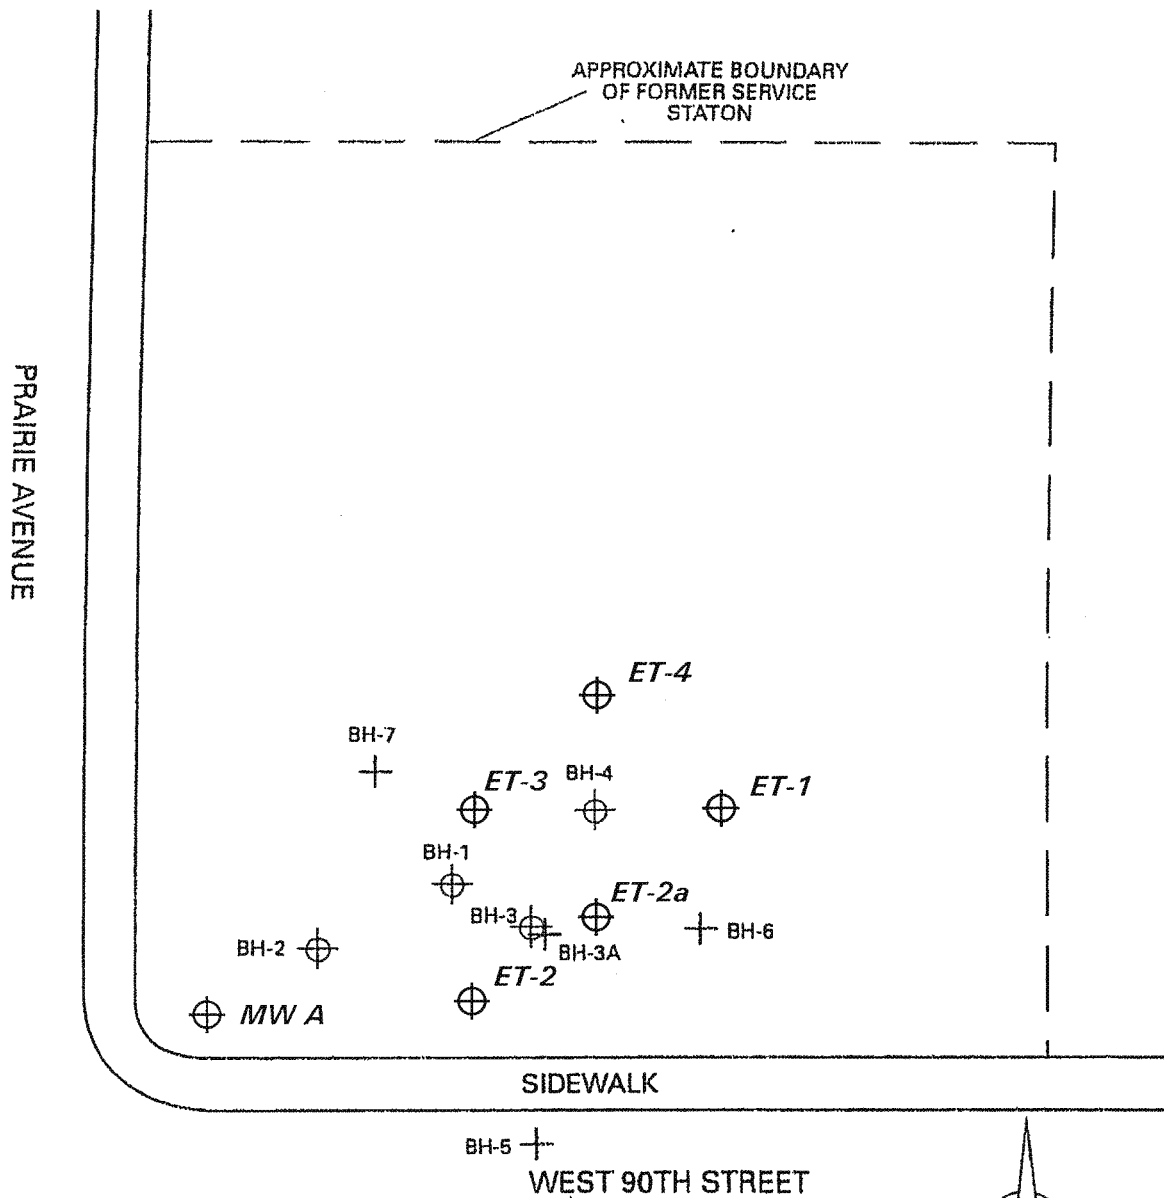 APPROXIMATE BOUNDARY
OF FORMER SERVICE
STATON
PRAIRIE AVENUE
ET-4
BH-7
ET-3
BH-4
ET-1
BH-1
ET-2a
BH-3
BH-6
BH-2
BH-3A
ET-2
MW A
SIDEWALK
BH-5
WEST 90TH STREET